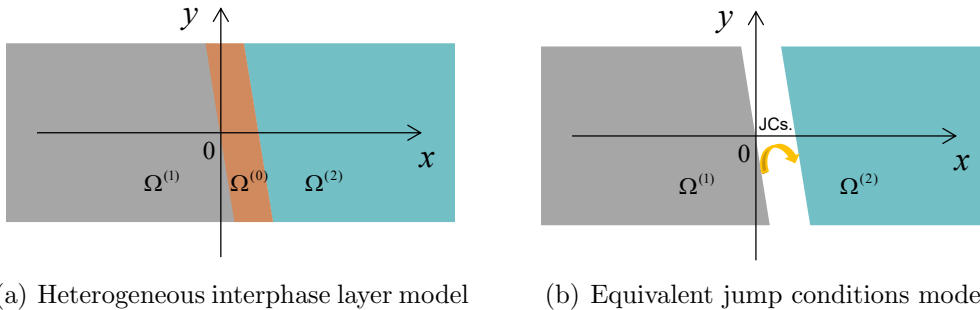 y
0
x
Ω(1)
Ω(0)
Ω(2)
y
JCs.
0
x
Ω(1)
Ω(2)
a) Heterogeneous interphase layer model
(b) Equivalent jump conditions mode